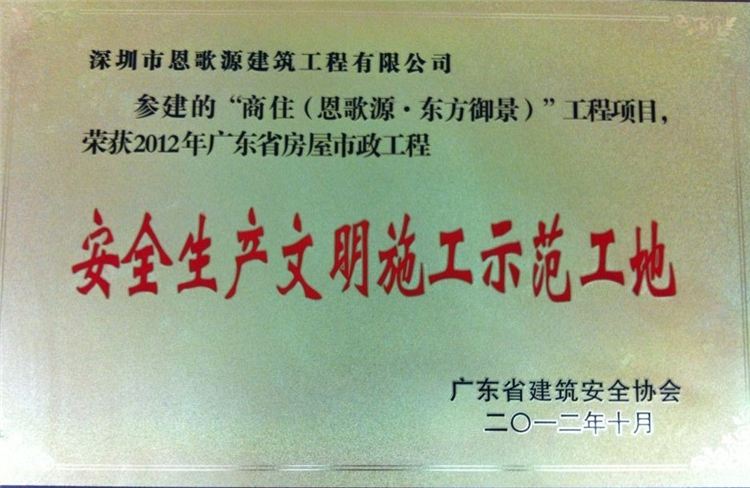 深圳市恩歌源建筑工程有限公司
参建的“商住（恩歌源·东方御景）”工程项目，
荣获2012年广东省房屋市政工程
安全生产文明施工示范工地
广东省建筑安全协会
二〇一二年十月